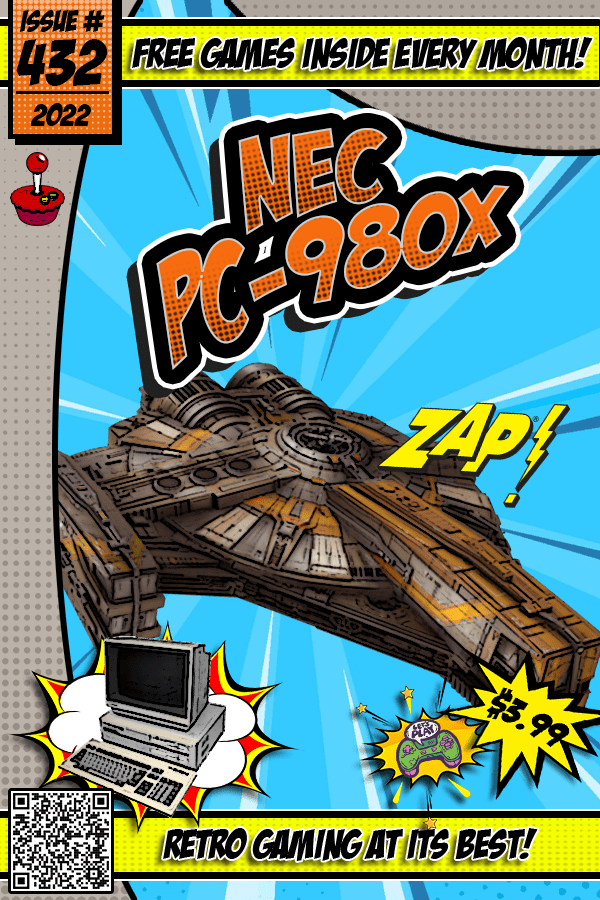 ISSUE #
432
2022
FREE GAMES INSIDE EVERY MONTH!
NEC
PC-980X
ZAP!
LET'S
PLAY
$3.99
RETRO GAMING AT ITS BEST!